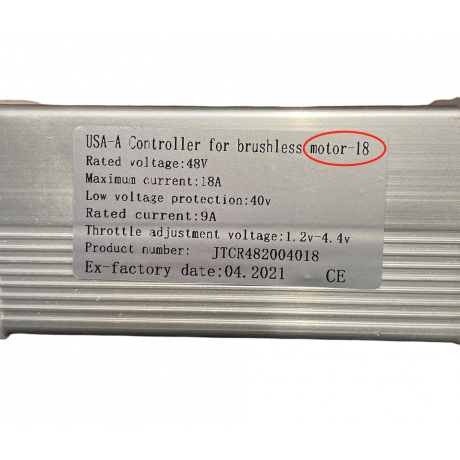 USA-A Controller for brushless motor-18
Rated voltage:48V
Maximum current:18A
Low voltage protection:40v
Rated current:9A
Throttle adjustment voltage:1.2v-4.4v
Product number: JTCR482004018
Ex-factory date:04.2021 CE